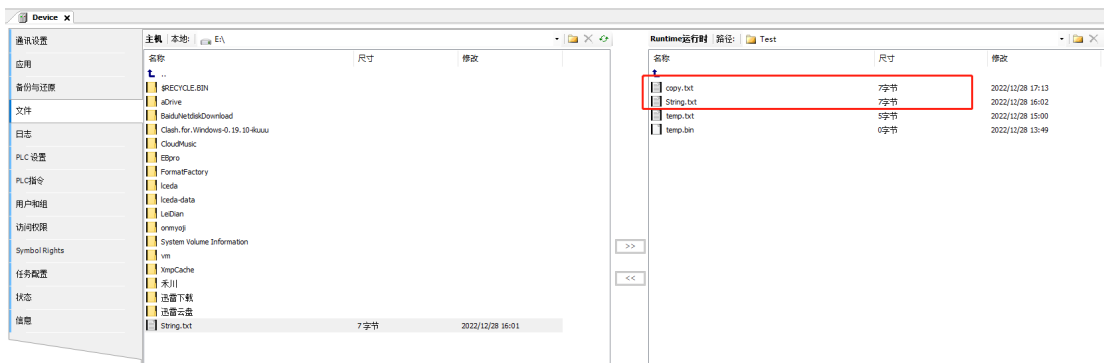 Device X
通讯设置
应用
备份与还原
文件
日志
PLC 设置
PLC指令
用户和组
访问权限
Symbol Rights
任务配置
状态
信息
主机 本地: E:\
名称 尺寸 修改
..
$RECYCLE.BIN
aDrive
BaiduNetdiskDownload
Clash.for.Windows-0.19.10-ikuuu
CloudMusic
EBpro
FormatFactory
lceda
lceda-data
LeiDian
onmyoji
System Volume Information
vm
XmpCache
禾川
迅雷下载
迅雷云盘
String.txt 7 字节 2022/12/28 16:01
>>
<<
Runtime运行时 路径: Test
名称 尺寸 修改
copy.txt 7字节 2022/12/28 17:13
String.txt 7字节 2022/12/28 16:02
temp.txt 5字节 2022/12/28 15:00
temp.bin 0字节 2022/12/28 13:49